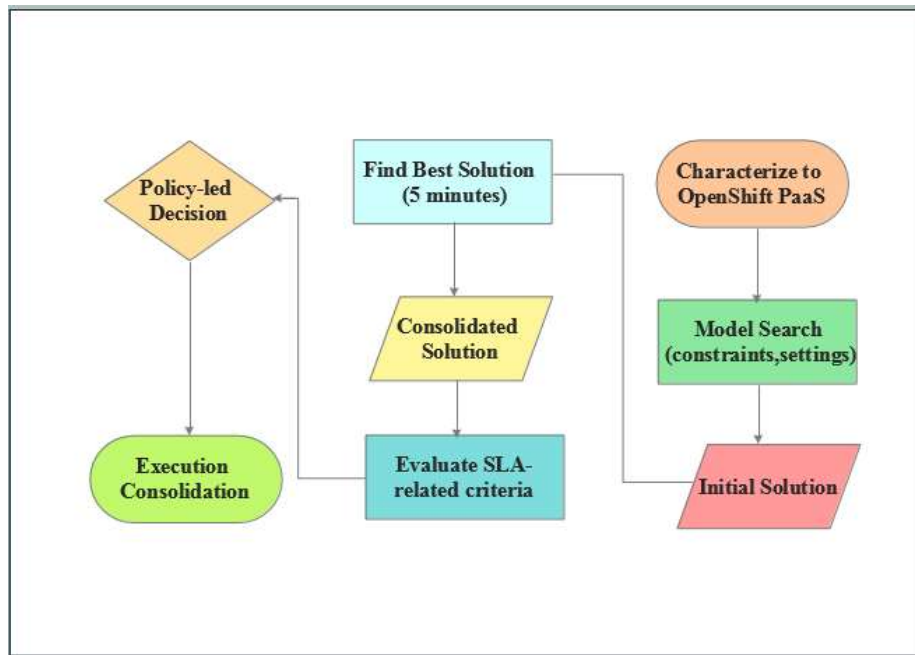 Policy-led
Decision
Find Best Solution
(5 minutes)
Characterize to
OpenShift PaaS
Consolidated
Solution
Model Search
(constraints,settings)
Execution
Consolidation
Evaluate SLA-
related criteria
Initial Solution